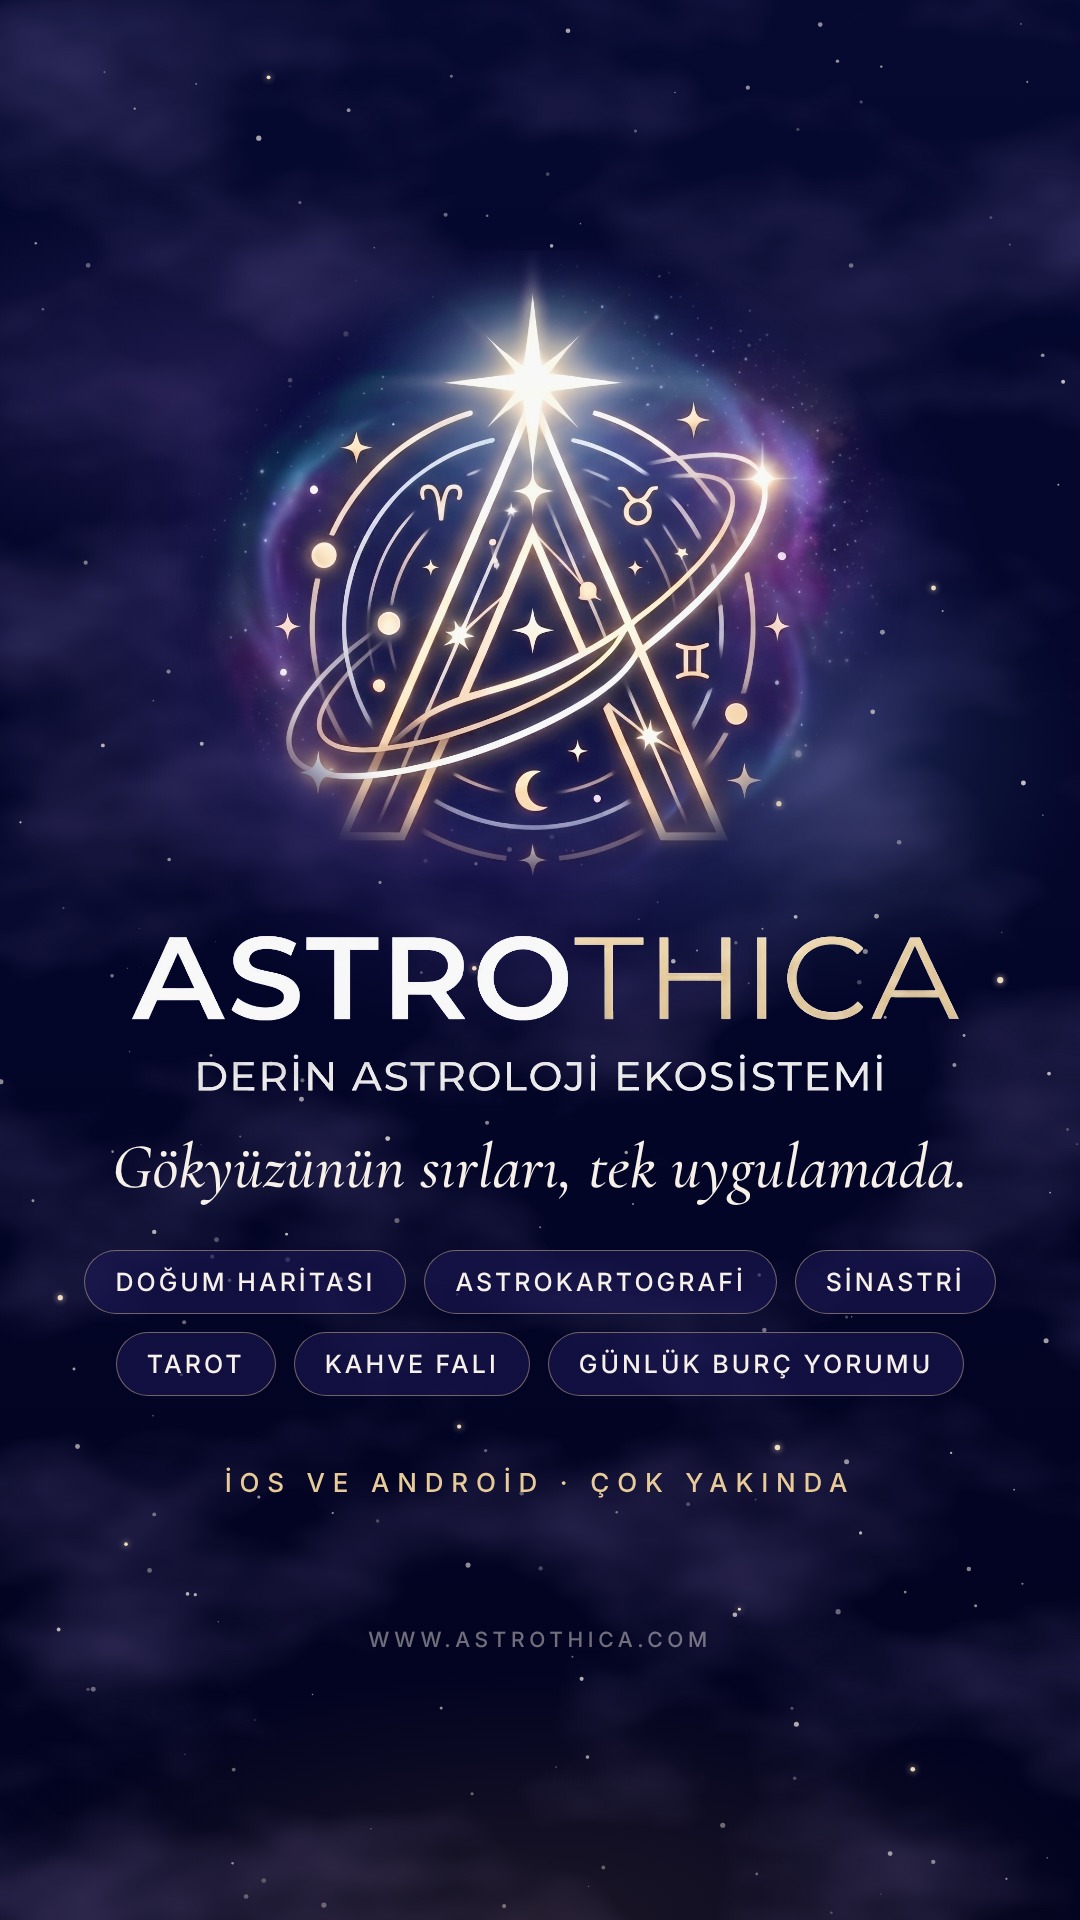 ASTROTHICA
DERİN ASTROLOJİ EKOSİSTEMİ
Gökyüzünün sırları, tek uygulamada.
DOĞUM HARİTASI ASTROKARTOGRAFİ SİNASTRİ
TAROT KAHVE FALI GÜNLÜK BURÇ YORUMU
İOS VE ANDROİD · ÇOK YAKINDA
WWW.ASTROTHICA.COM